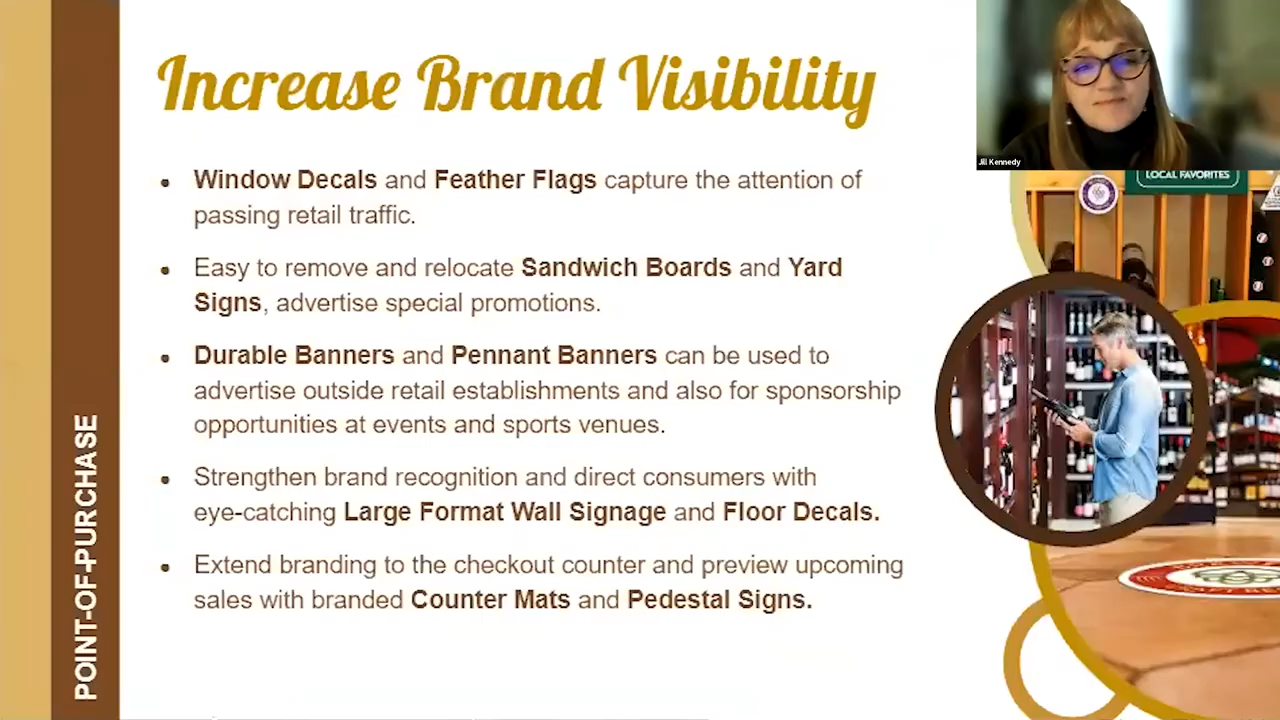 Increase Brand Visibility
Jill Kennedy
LOCAL FAVORITES
• Window Decals and Feather Flags capture the attention of
passing retail traffic.
• Easy to remove and relocate Sandwich Boards and Yard
Signs, advertise special promotions.
• Durable Banners and Pennant Banners can be used to
advertise outside retail establishments and also for sponsorship
opportunities at events and sports venues.
• Strengthen brand recognition and direct consumers with
eye-catching Large Format Wall Signage and Floor Decals.
• Extend branding to the checkout counter and preview upcoming
sales with branded Counter Mats and Pedestal Signs.
POINT-OF-PURCHASE